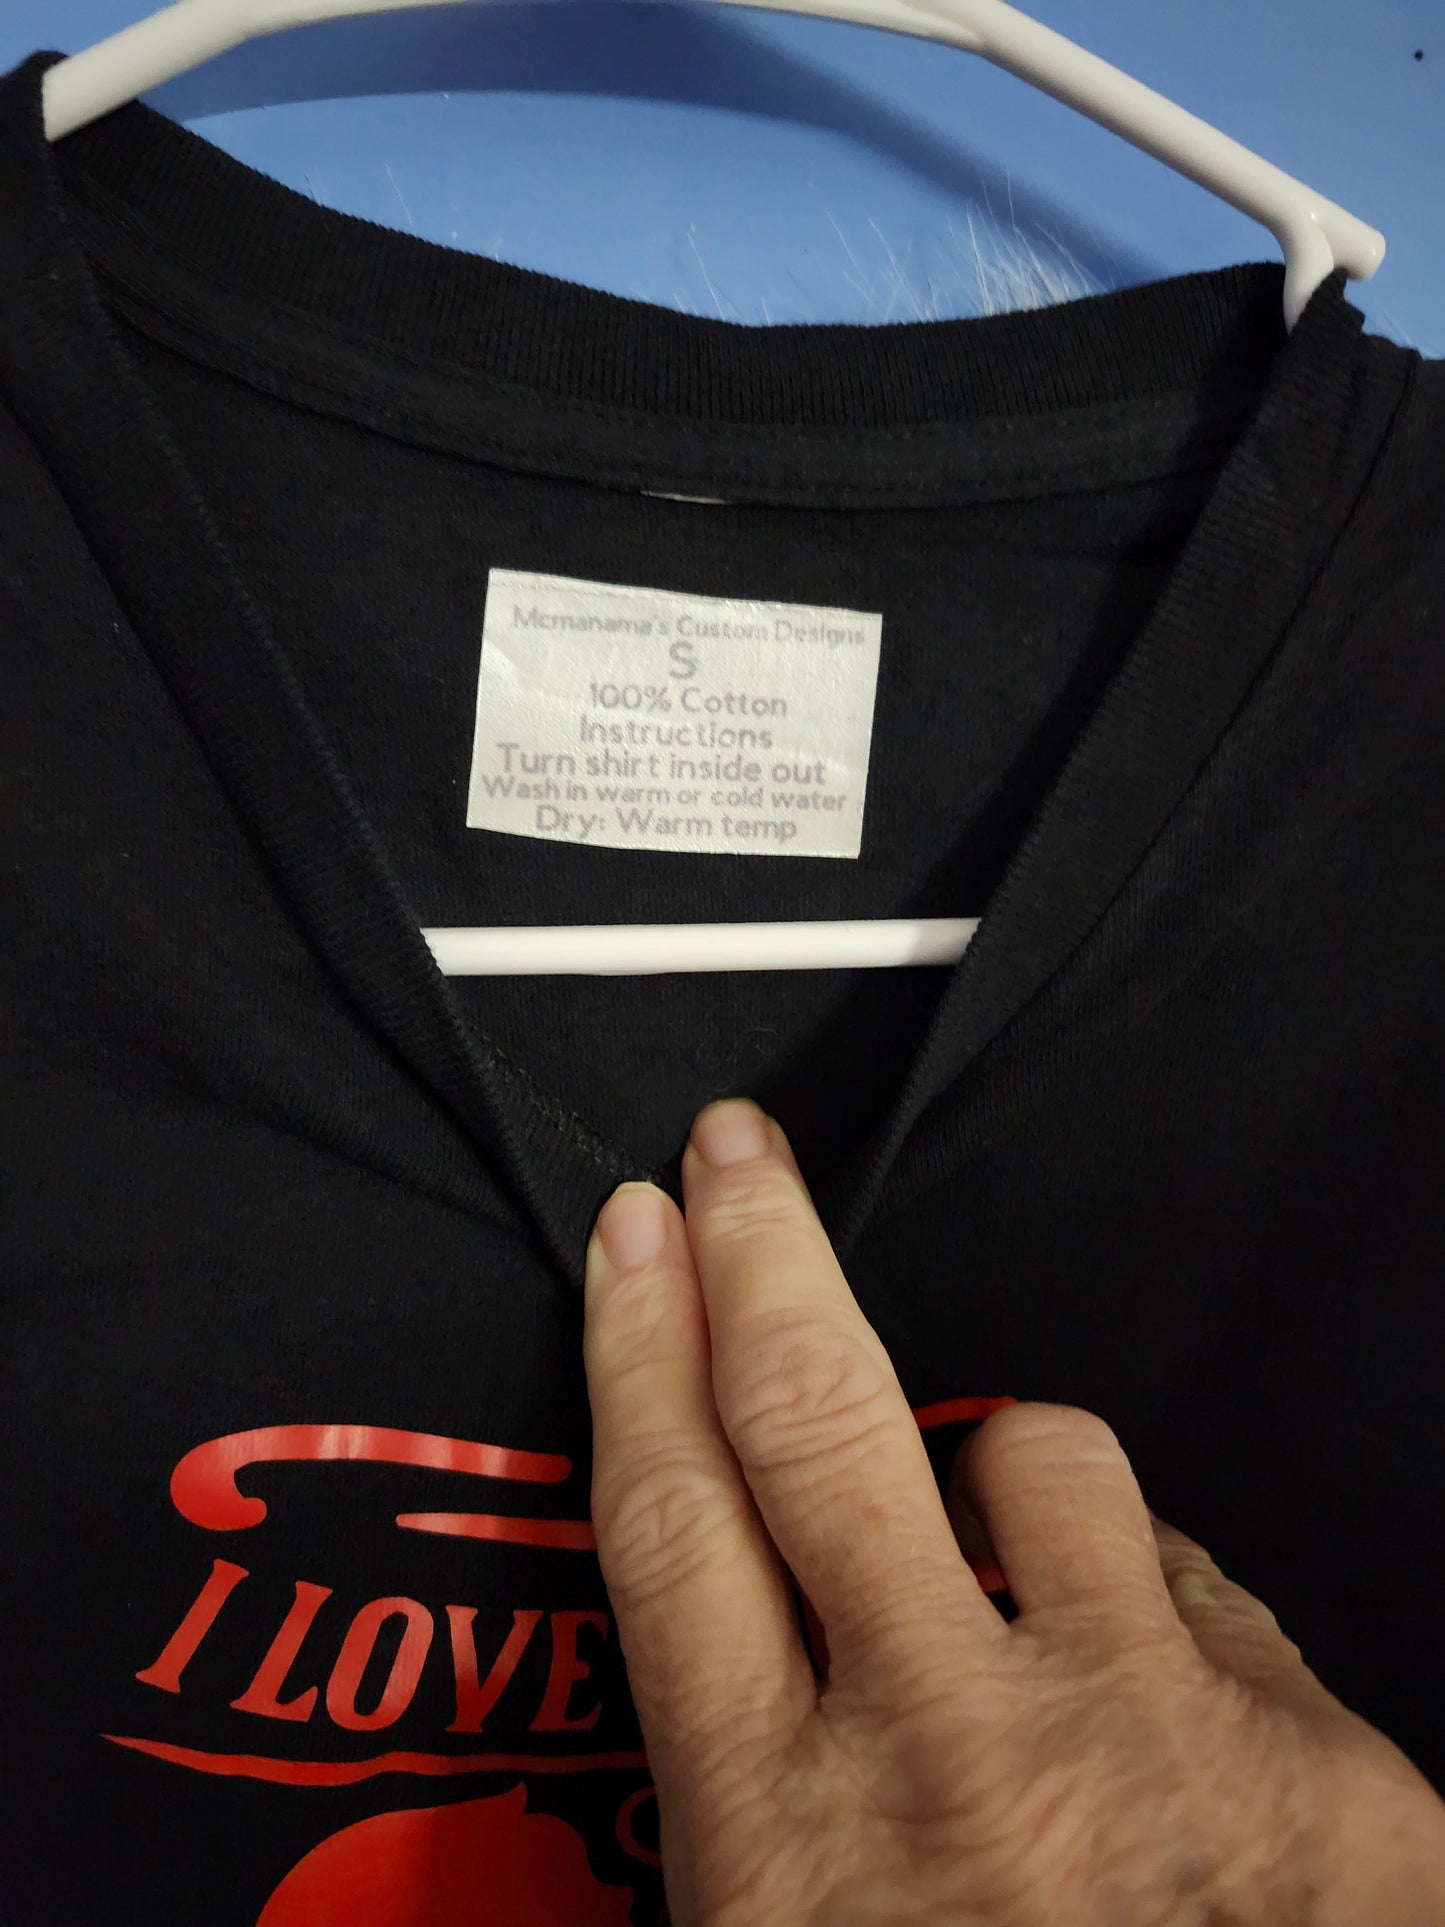 Mcmanama's Custom Designs
S
100% Cotton
Instructions
Turn shirt inside out
Wash in warm or cold water
Dry: Warm temp
I LOVE